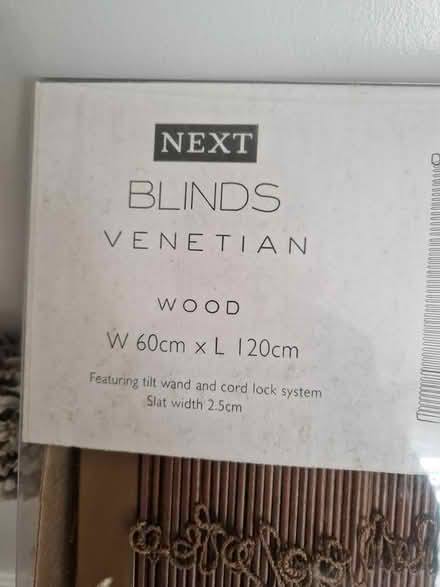 NEXT
BLINDS
VENETIAN
WOOD
W 60cm x L 120cm
Featuring tilt wand and cord lock system
Slat width 2.5cm